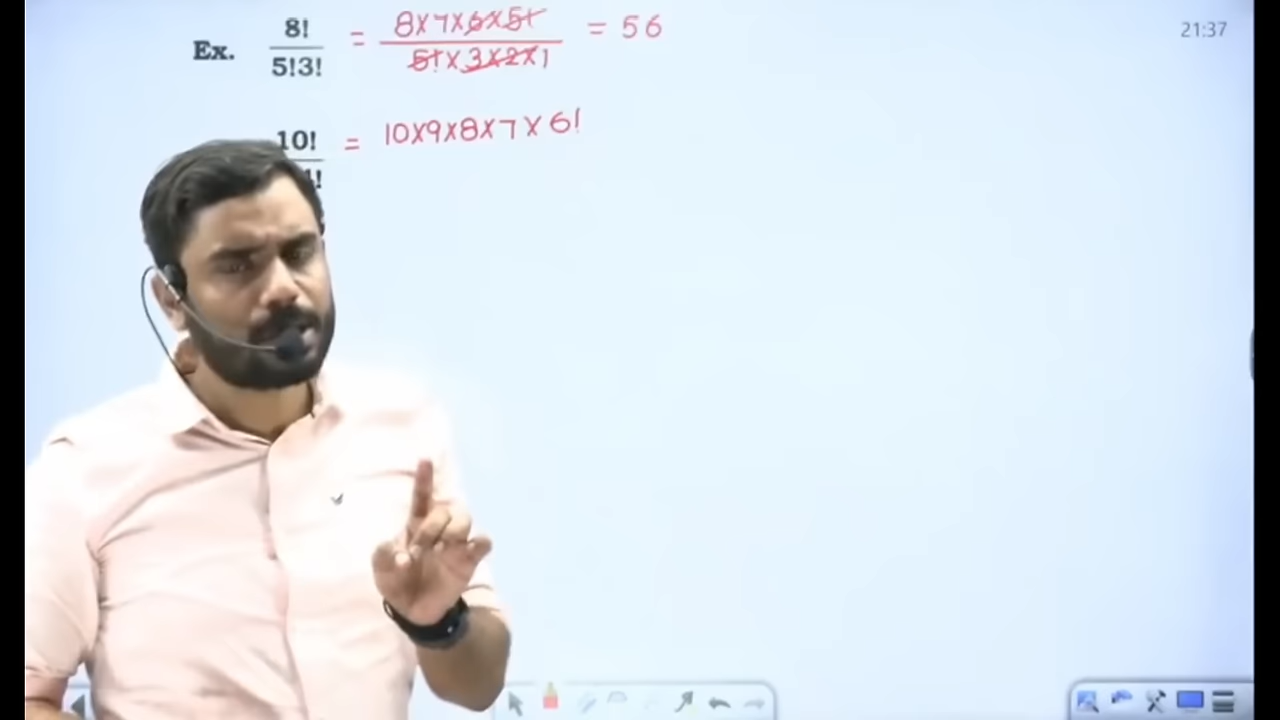 Ex. 8! / 5!3! = 8×7×6×5! / 5!×3×2×1 = 56
21:37
10! / !  = 10×9×8×7×6!